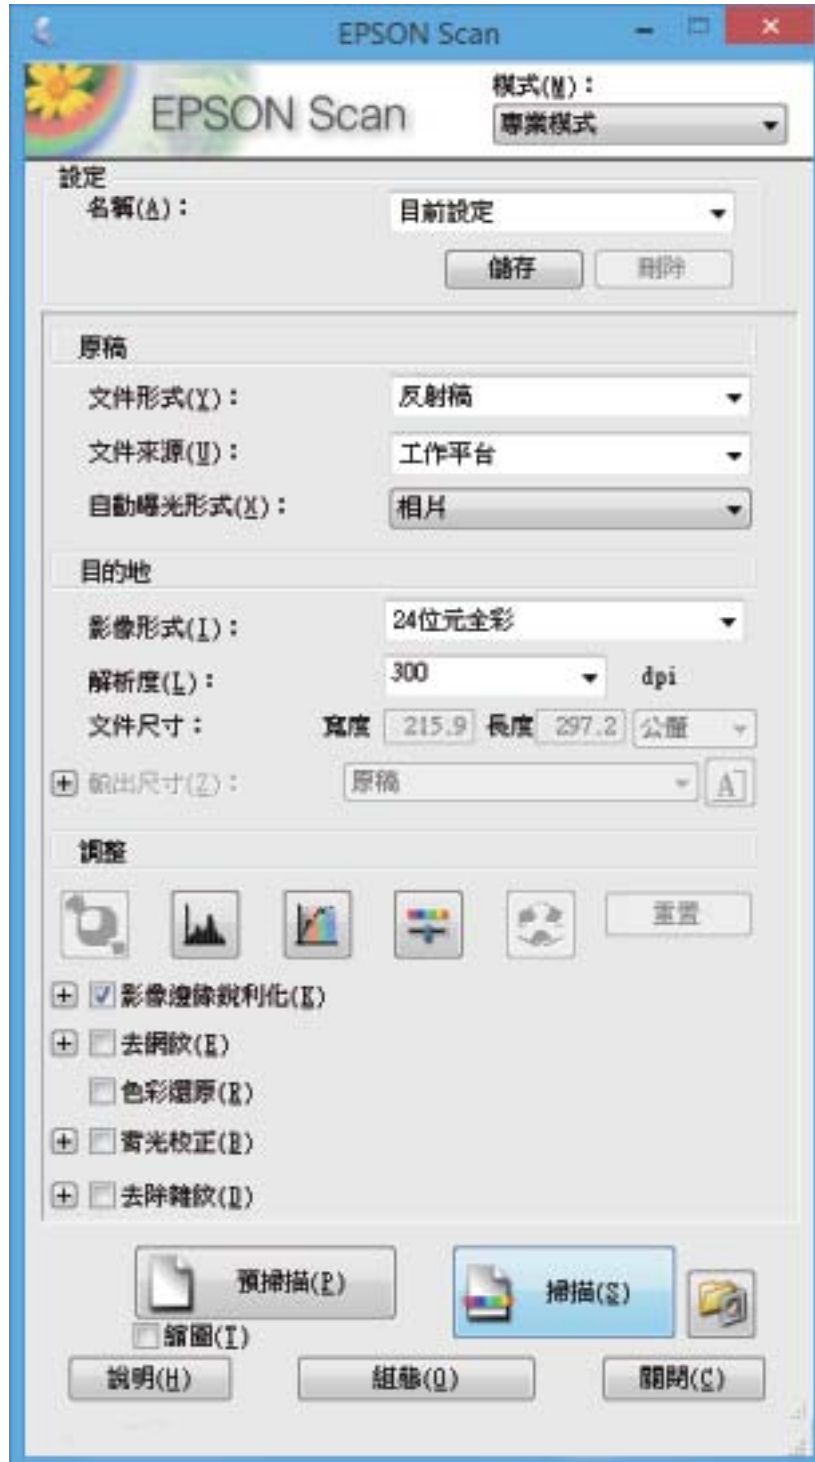 EPSON Scan
EPSON Scan
模式(M)：
專業模式
設定
名稱(A)：
目前設定
儲存
刪除
原稿
文件形式(Y)：
反射稿
文件來源(U)：
工作平台
自動曝光形式(X)：
相片
目的地
影像形式(I)：
24位元全彩
解析度(L)：
300
dpi
文件尺寸：
寬度 215.9 長度 297.2 公釐
輸出尺寸(Z)：
原稿
A
調整
重置
影像邊緣銳利化(K)
去網紋(E)
色彩還原(R)
背光校正(B)
去除雜紋(D)
預掃描(P)
掃描(S)
縮圖(T)
說明(H)
組態(O)
關閉(C)